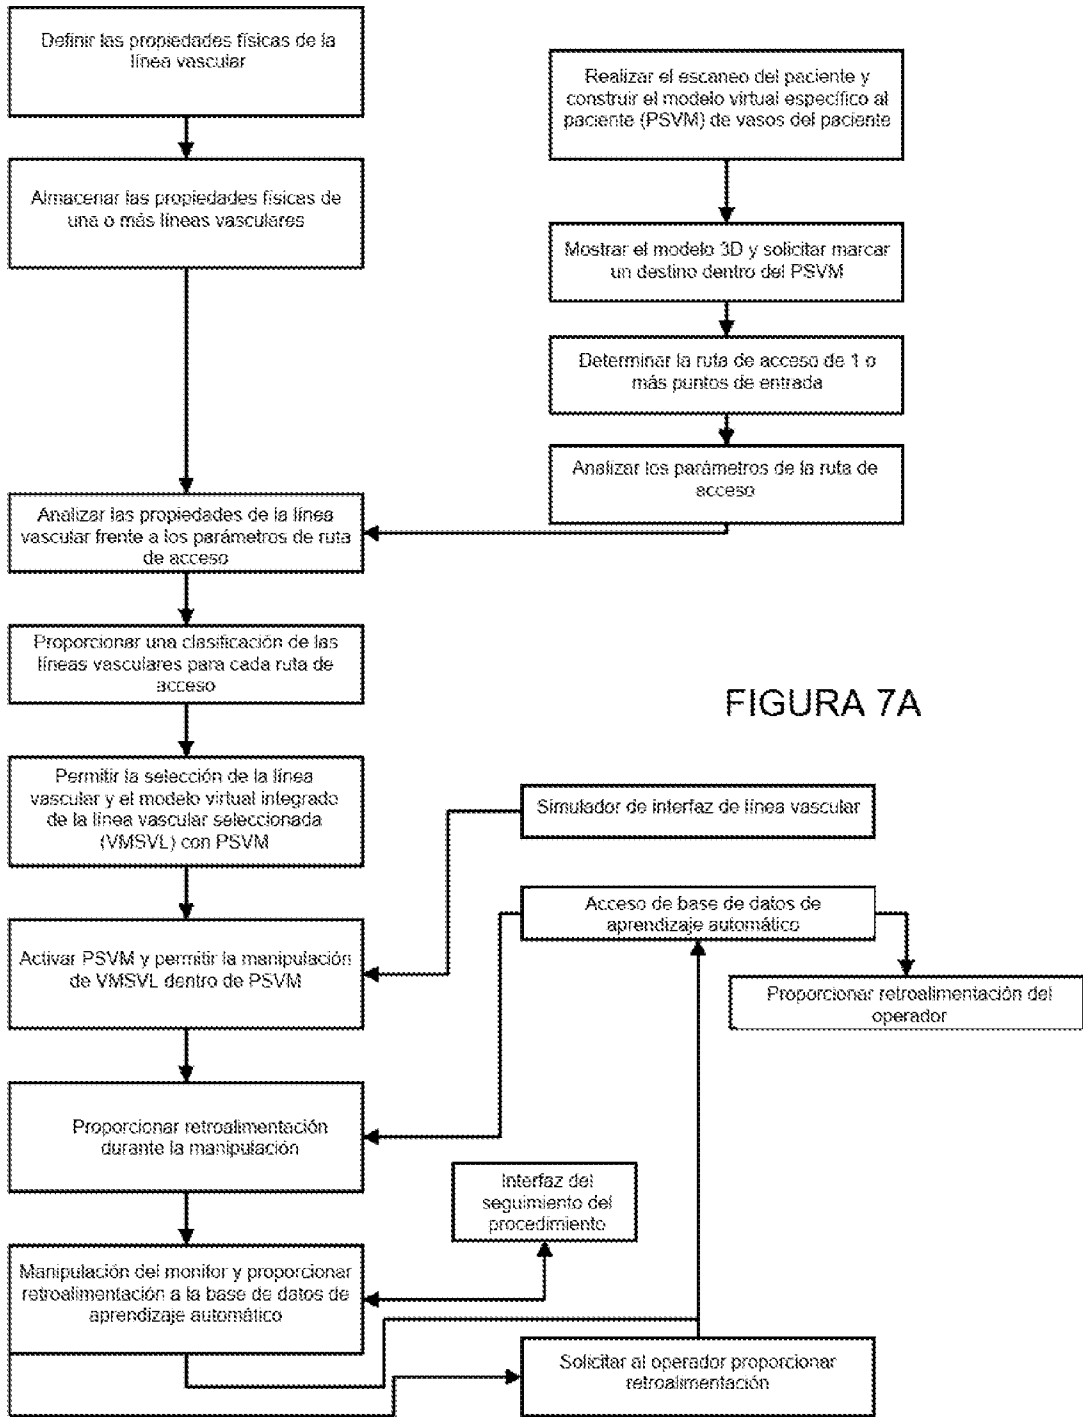 Definir las propiedades físicas de la
línea vascular
Almacenar las propiedades físicas de
una o más líneas vasculares
Realizar el escaneo del paciente y
construir el modelo virtual específico al
paciente (PSVM) de vasos del paciente
Mostrar el modelo 3D y solicitar marcar
un destino dentro del PSVM
Determinar la ruta de acceso de 1 o
más puntos de entrada
Analizar los parámetros de la ruta de
acceso
Analizar las propiedades de la línea
vascular frente a los parámetros de ruta
de acceso
Proporcionar una clasificación de las
líneas vasculares para cada ruta de
acceso
FIGURA 7A
Permitir la selección de la línea
vascular y el modelo virtual integrado
de la línea vascular seleccionada
(VMSVL) con PSVM
Simulador de interfaz de línea vascular
Activar PSVM y permitir la manipulación
de VMSVL dentro de PSVM
Acceso de base de datos de
aprendizaje automático
Proporcionar retroalimentación del
operador
Proporcionar retroalimentación
durante la manipulación
Interfaz del
seguimiento del
procedimiento
Manipulación del monitor y proporcionar
retroalimentación a la base de datos de
aprendizaje automático
Solicitar al operador proporcionar
retroalimentación